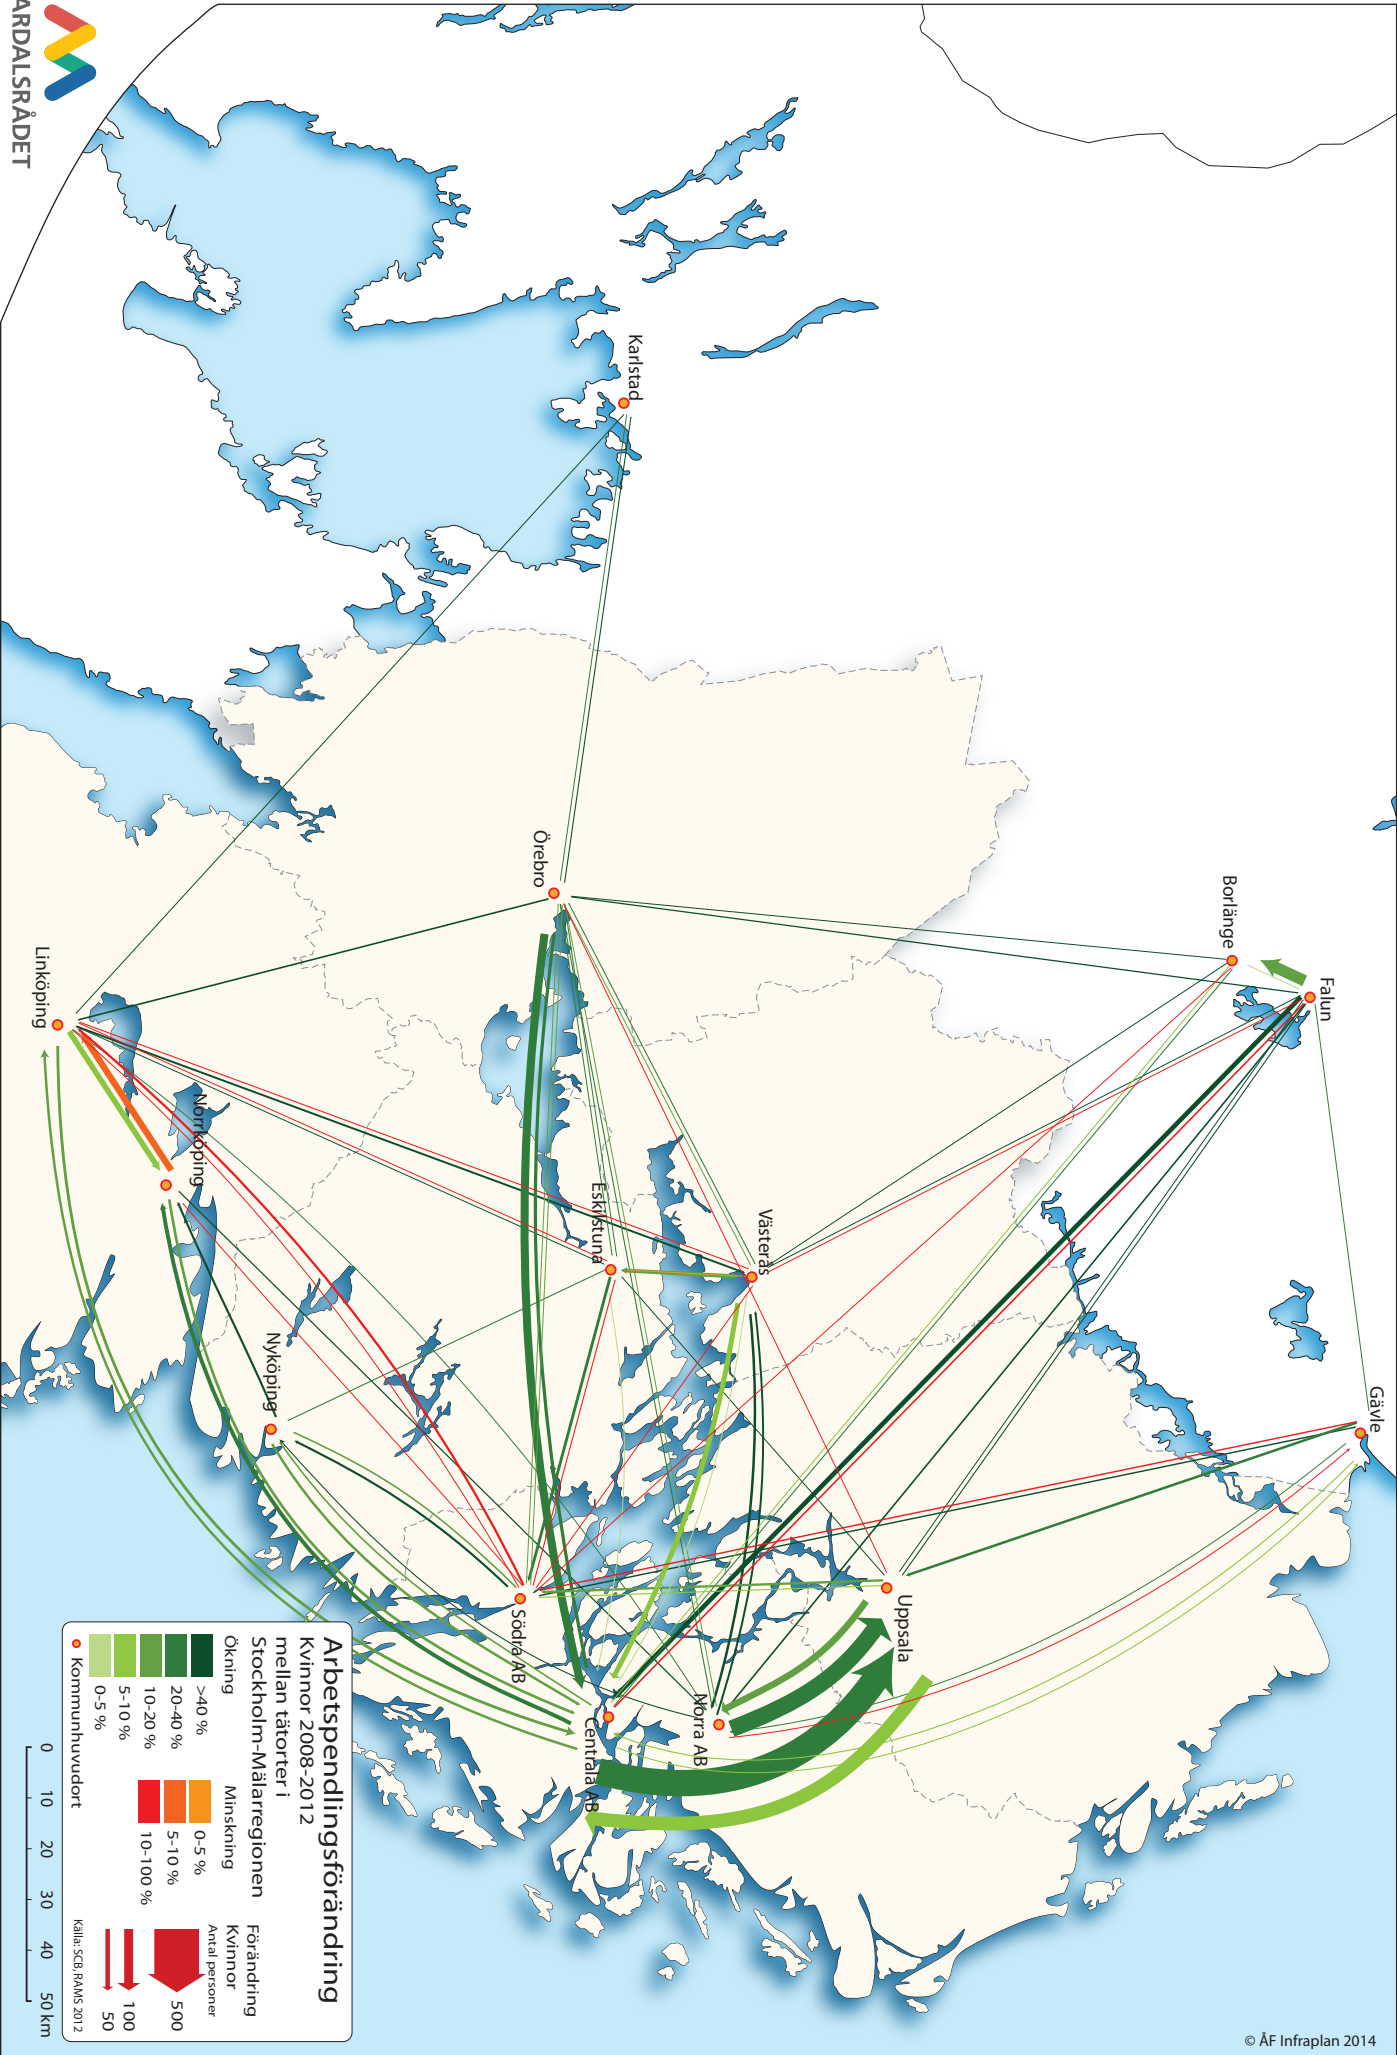 ARDALSRÅDET
Karlstad
Örebro
Borlänge
Falun
Gävle
Linköping
Norrköping
Eskilstuna
Västerås
Nyköping
Södra AB
Uppsala
Norra AB
Centrala AB
Arbetspendlingsförändring
Kvinnor 2008-2012
mellan tätorter i
Stockholm-Mälarregionen
Ökning
>40 %
20-40 %
10-20 %
5-10 %
0-5 %
Kommunhuvudort
Minskning
0-5 %
5-10 %
10-100 %
Förändring
Kvinnor
Antal personer
500
100
50
Källa: SCB, RAMS 2012
0 10 20 30 40 50 km
© ÅF Infraplan 2014